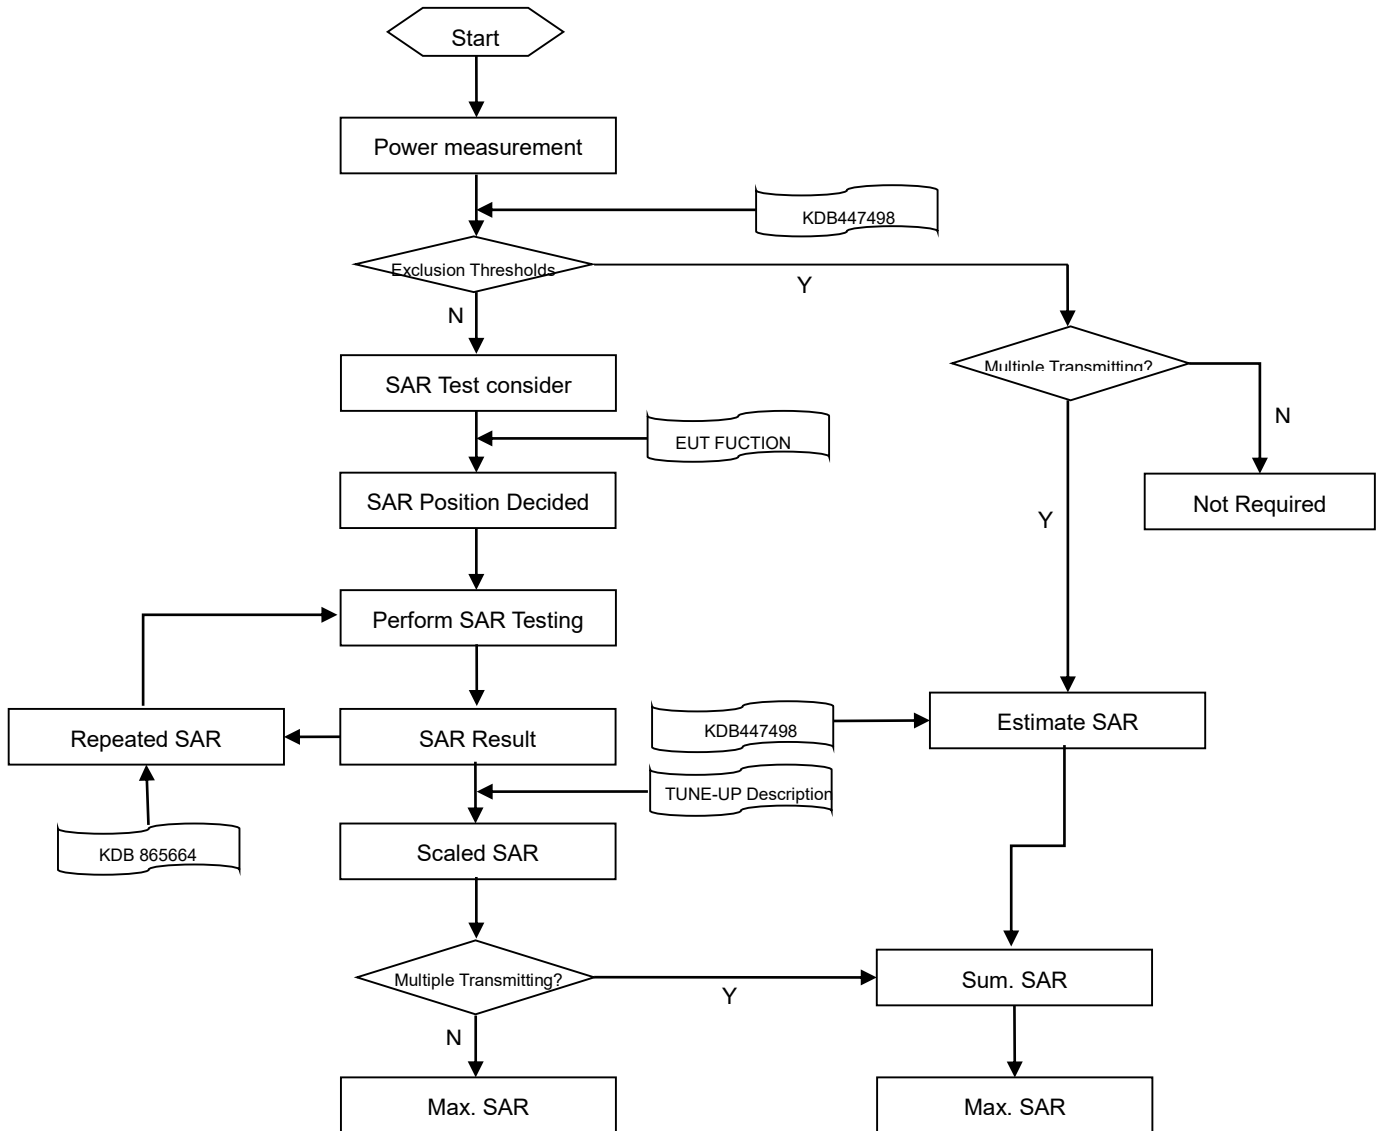 Start
Power measurement
KDB447498
Exclusion Thresholds
Y
N
Multiple Transmitting?
SAR Test consider
N
EUT FUCTION
SAR Position Decided
Not Required
Y
Perform SAR Testing
Repeated SAR
SAR Result
KDB447498
Estimate SAR
TUNE-UP Description
KDB 865664
Scaled SAR
Multiple Transmitting?
Y
Sum. SAR
N
Max. SAR
Max. SAR